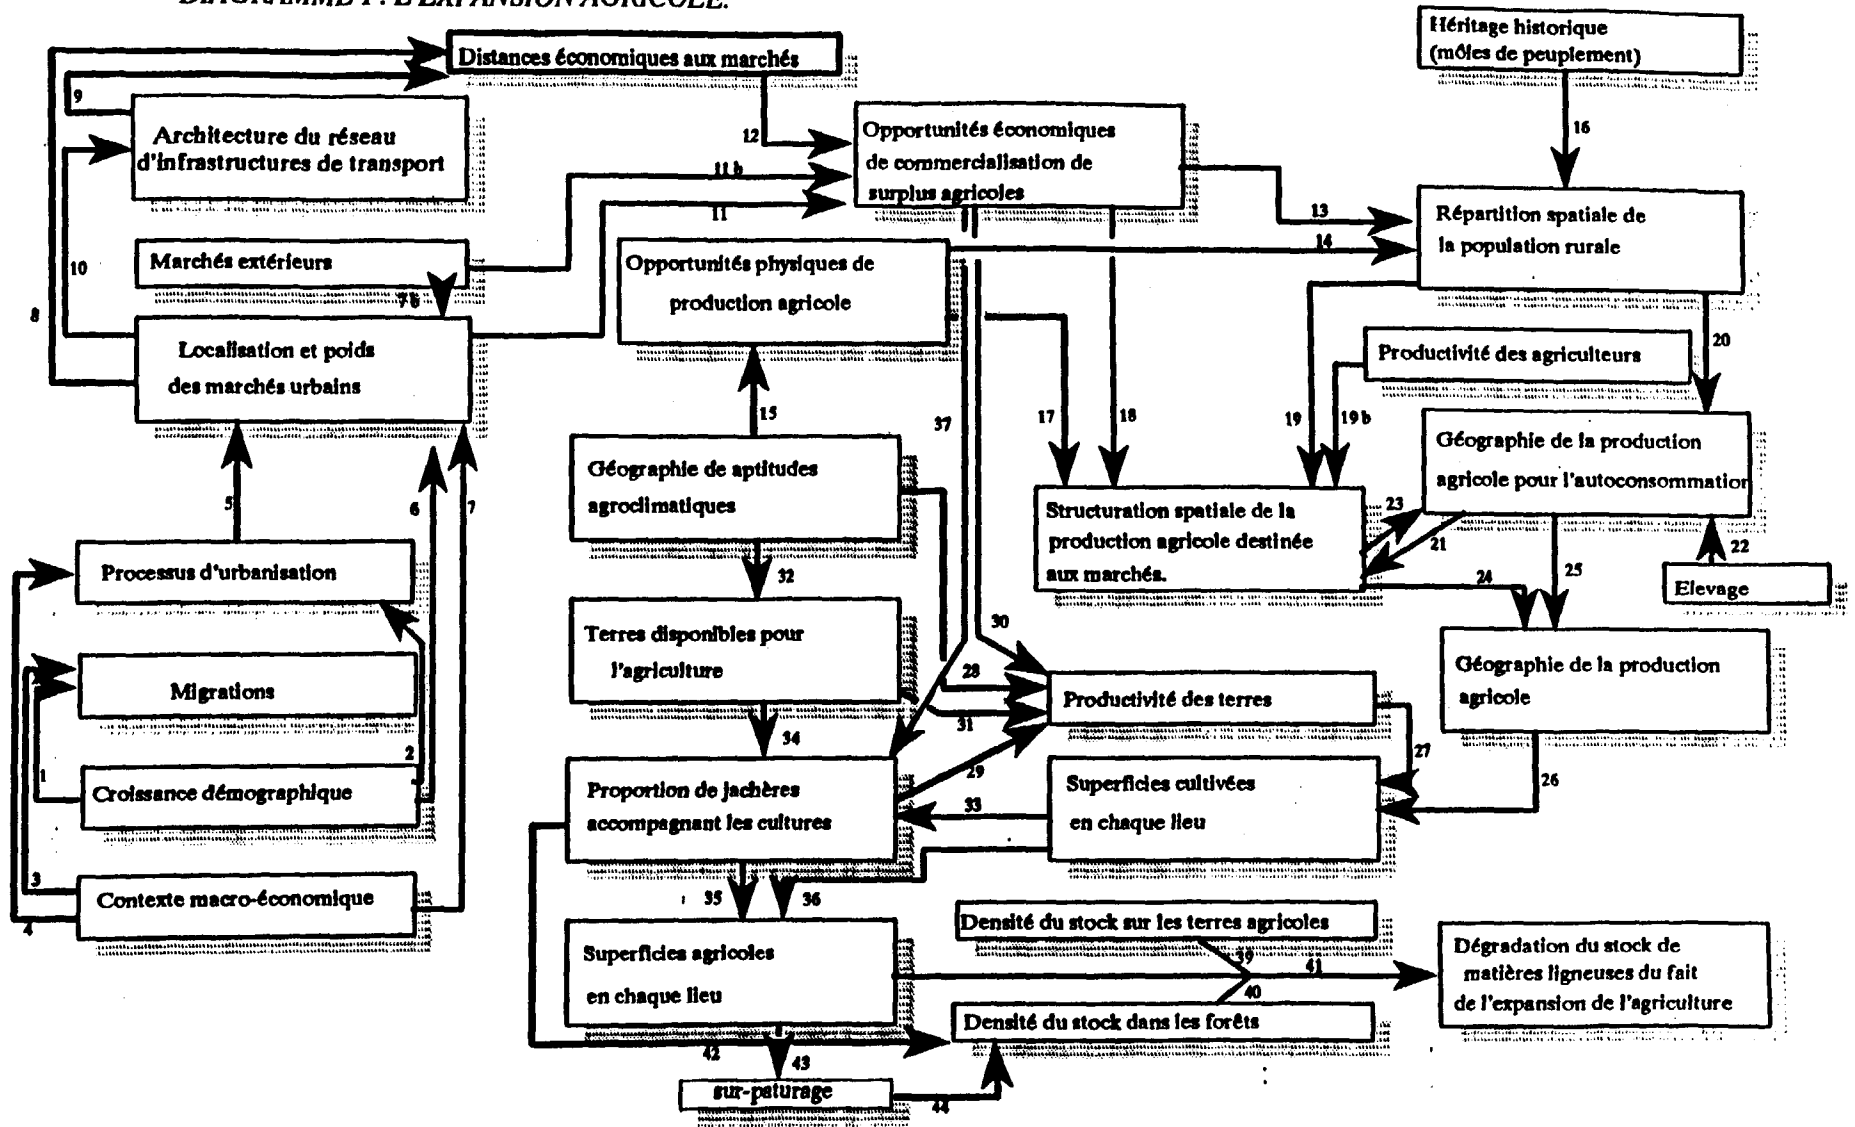 DIAGRAMME 1 : L'EXPANSION AGRICOLE.
Héritage historique
(môles de peuplement)
Distances économiques aux marchés
9
Architecture du réseau
d'infrastructures de transport
12
Opportunités économiques
de commercialisation de
surplus agricoles
16
11 b
11
13
14
Répartition spatiale de
la population rurale
10
Marchés extérieurs
7 b
8
Opportunités physiques de
production agricole
Localisation et poids
des marchés urbains
Productivité des agriculteurs
20
15
37
17
18
19
19 b
Géographie de la production
agricole pour l'autoconsommation
Géographie de aptitudes
agroclimatiques
5
6
7
Structuration spatiale de la
production agricole destinée
aux marchés.
23
21
22
24
25
Elevage
Processus d'urbanisation
32
Terres disponibles pour
l'agriculture
30
28
31
Productivité des terres
Géographie de la production
agricole
Migrations
34
2
1
27
26
29
Croissance démographique
Proportion de jachères
accompagnant les cultures
33
Superficies cultivées
en chaque lieu
3
Contexte macro-économique
4
35
36
Densité du stock sur les terres agricoles
Superficies agricoles
en chaque lieu
39
41
40
Dégradation du stock de
matières ligneuses du fait
de l'expansion de l'agriculture
Densité du stock dans les forêts
42
43
sur-paturage
44